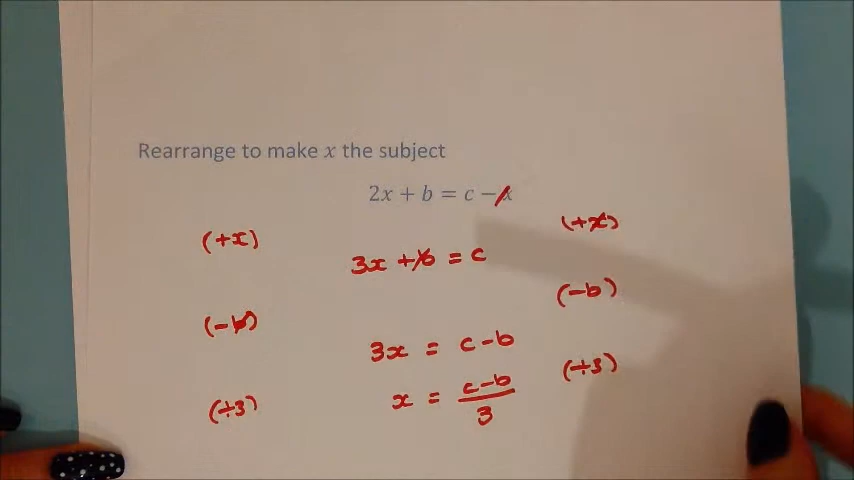 Rearrange to make x the subject
2x + b = c − x
(+x) (+x)
3x + b = c
(−b) (−b)
3x = c−b
(÷3) x = c−b/3 (÷3)